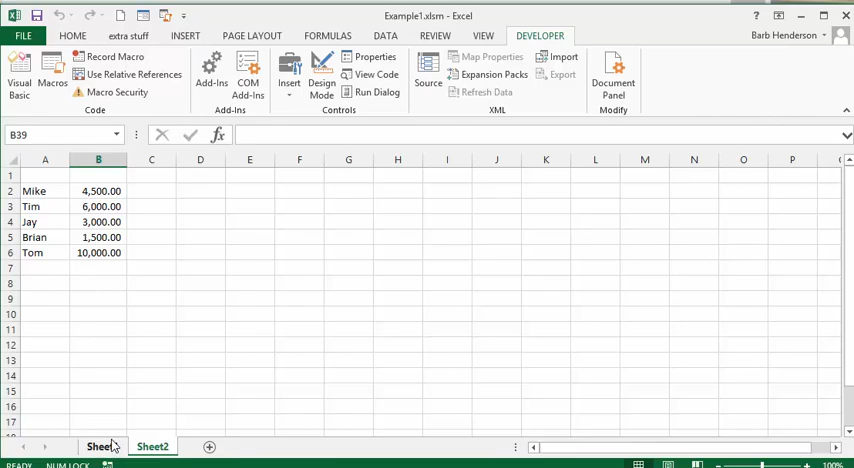 Example1.xlsm - Excel
FILE HOME extra stuff INSERT PAGE LAYOUT FORMULAS DATA REVIEW VIEW DEVELOPER Barb Henderson
Visual Basic
Macros
Record Macro
Use Relative References
Macro Security
Code
Add-Ins
COM Add-Ins
Add-Ins
Insert
Design Mode
Properties
View Code
Run Dialog
Controls
Source
Map Properties
Expansion Packs
Refresh Data
Import
Export
XML
Document Panel
Modify
B39 fx
A B C D E F G H I J K L M N O P
1
2 Mike 4,500.00
3 Tim 6,000.00
4 Jay 3,000.00
5 Brian 1,500.00
6 Tom 10,000.00
7
8
9
10
11
12
13
14
15
16
17
Sheet Sheet2
READY NUM LOCK 100%